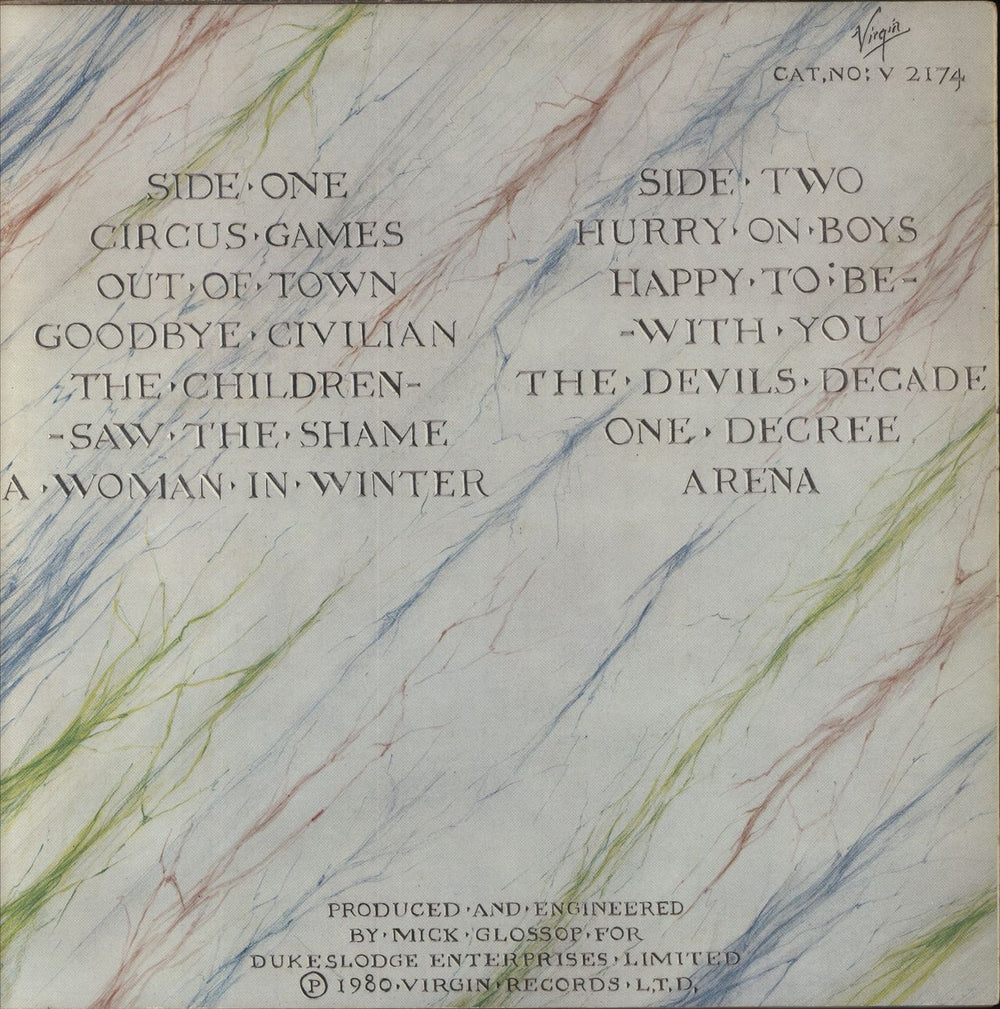 Virgin
CAT,NO: V 2174
SIDE·ONE
CIRCUS·GAMES
OUT·OF·TOWN
GOODBYE·CIVILIAN
THE·CHILDREN-
-SAW·THE·SHAME
A·WOMAN·IN·WINTER
SIDE·TWO
HURRY·ON·BOYS
HAPPY·TO·BE-
-WITH·YOU
THE·DEVILS·DECADE
ONE·DECREE
ARENA
PRODUCED·AND·ENGINEERED
BY·MICK·GLOSSOP·FOR
DUKESLODGE ENTERPRISES·LIMITED
Ⓟ 1980·VIRGIN·RECORDS·L,T,D,